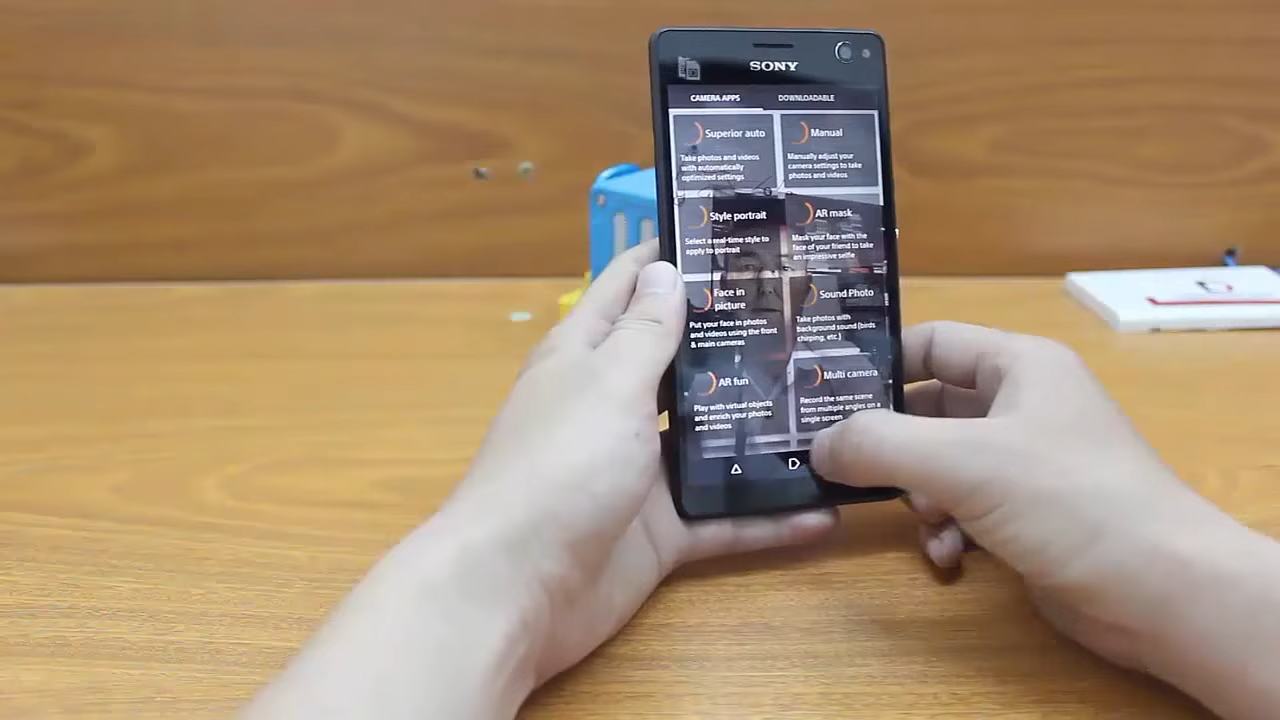 SONY
CAMERA APPS
DOWNLOADABLE
Superior auto
Take photos and videos
with automatically
optimized settings
Manual
Manually adjust your
camera settings to take
photos and videos
Style portrait
Select a real-time style to
apply to portrait
AR mask
Mask your face with the
face of your friend to take
an impressive selfie
Face in
picture
Put your face in photos
and videos using the front
& main cameras
Sound Photo
Take photos with
background sound (birds
chirping, etc.)
AR fun
Play with virtual objects
and enrich your photos
and videos
Multi camera
Record the same scene
from multiple angles on a
single screen